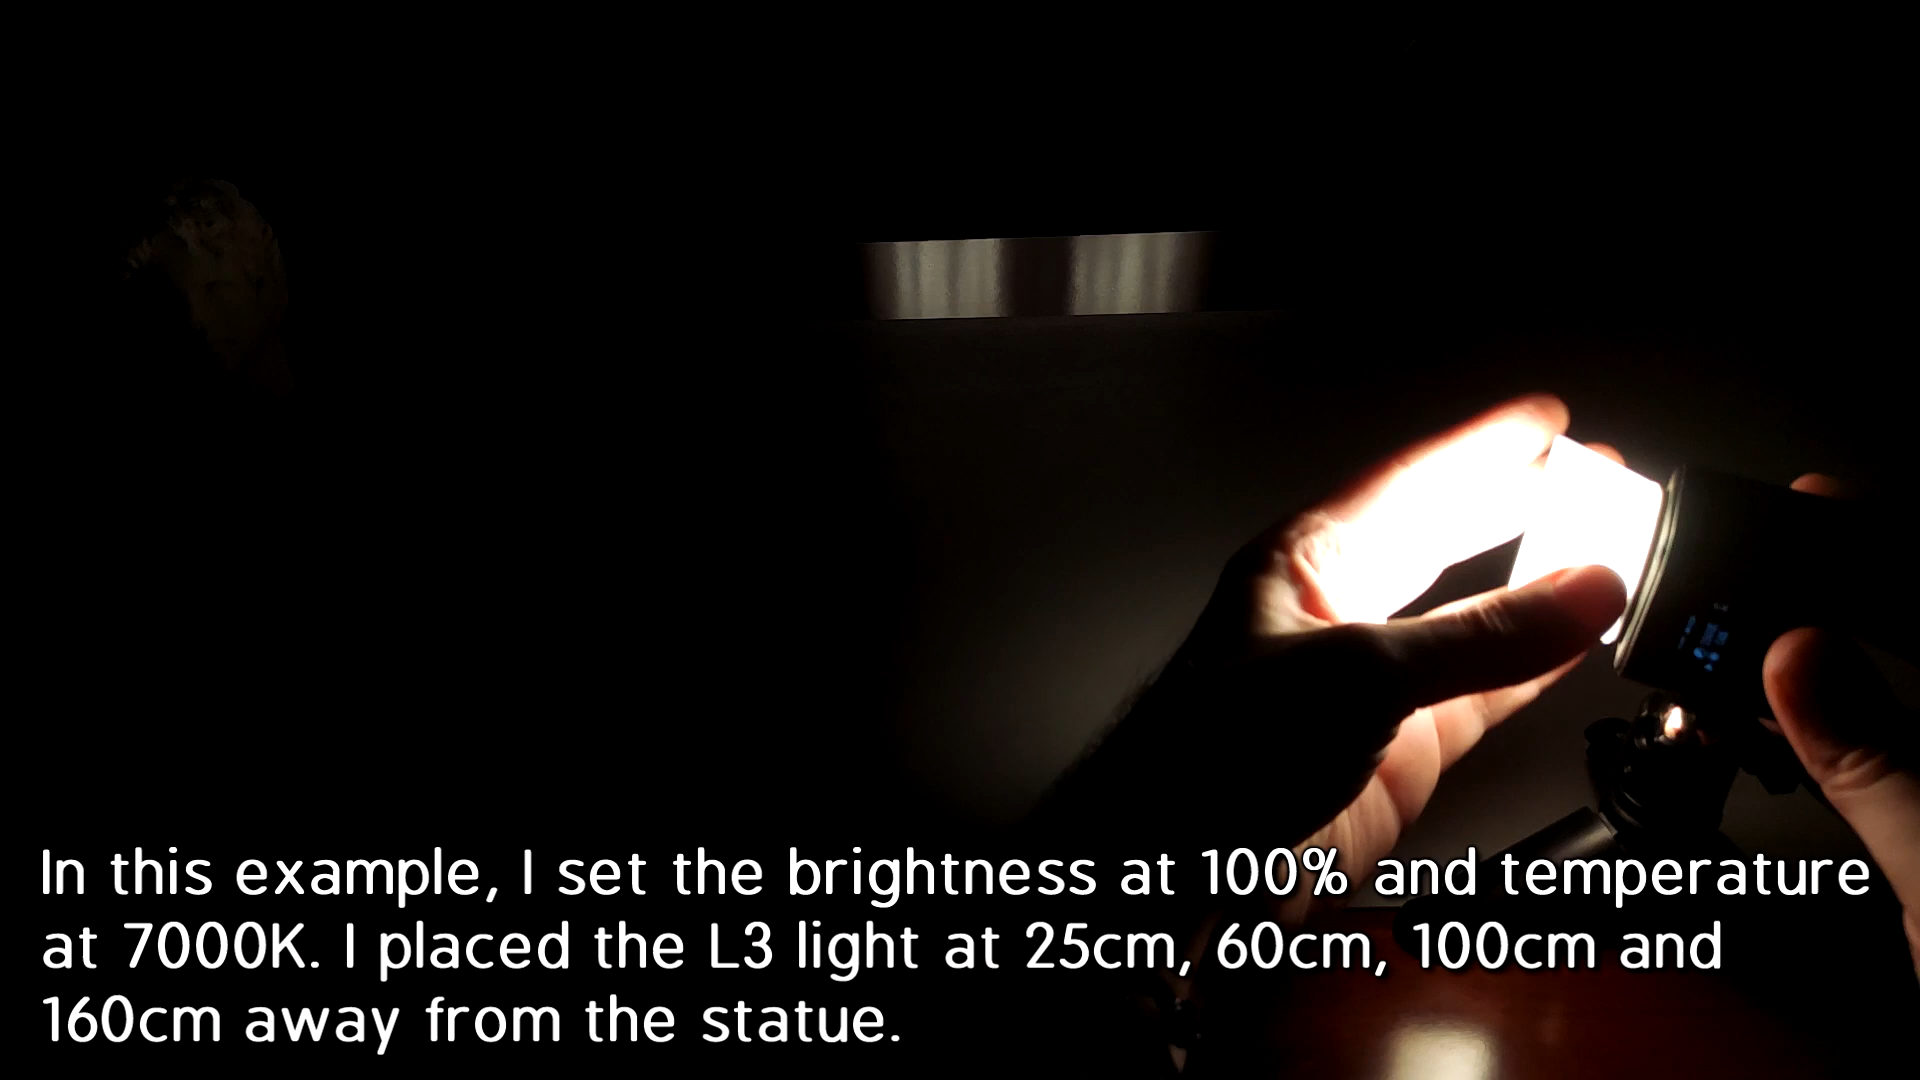 In this example, I set the brightness at 100% and temperature
at 7000K. I placed the L3 light at 25cm, 60cm, 100cm and
160cm away from the statue.